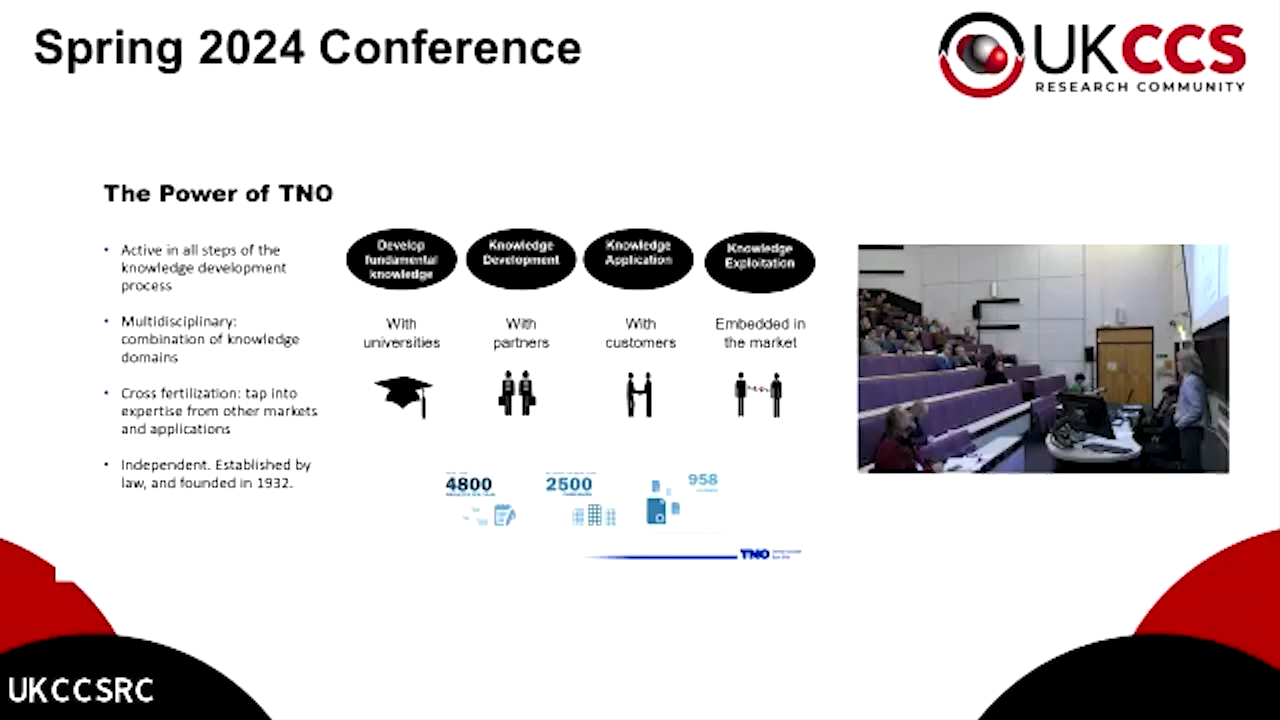 Spring 2024 Conference
UKCCS
RESEARCH COMMUNITY
The Power of TNO
• Active in all steps of the
knowledge development
process
• Multidisciplinary:
combination of knowledge
domains
• Cross fertilization: tap into
expertise from other markets
and applications
• Independent. Established by
law, and founded in 1932.
Develop
fundamental
knowledge
With
universities
Knowledge
Development
With
partners
Knowledge
Application
With
customers
Knowledge
Exploitation
Embedded in
the market
4800
2500
958
TNO
UKCCSRC